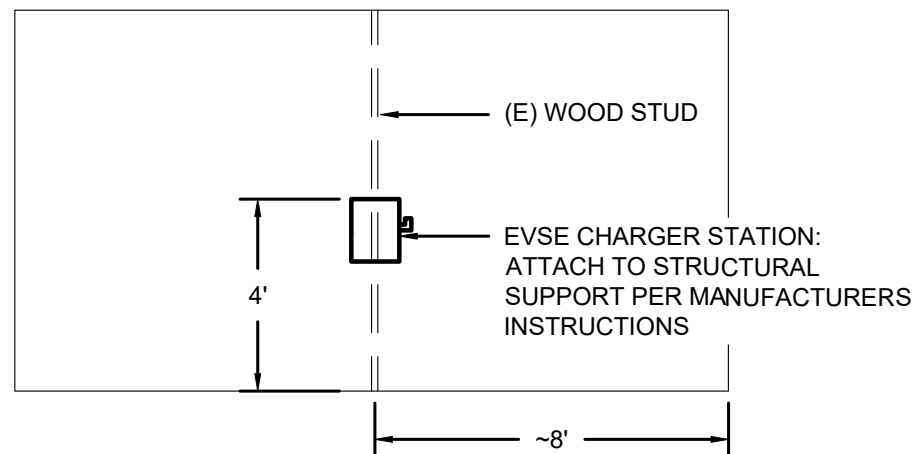 (E) WOOD STUD
EVSE CHARGER STATION:
ATTACH TO STRUCTURAL
SUPPORT PER MANUFACTURERS
INSTRUCTIONS
4'
~8'